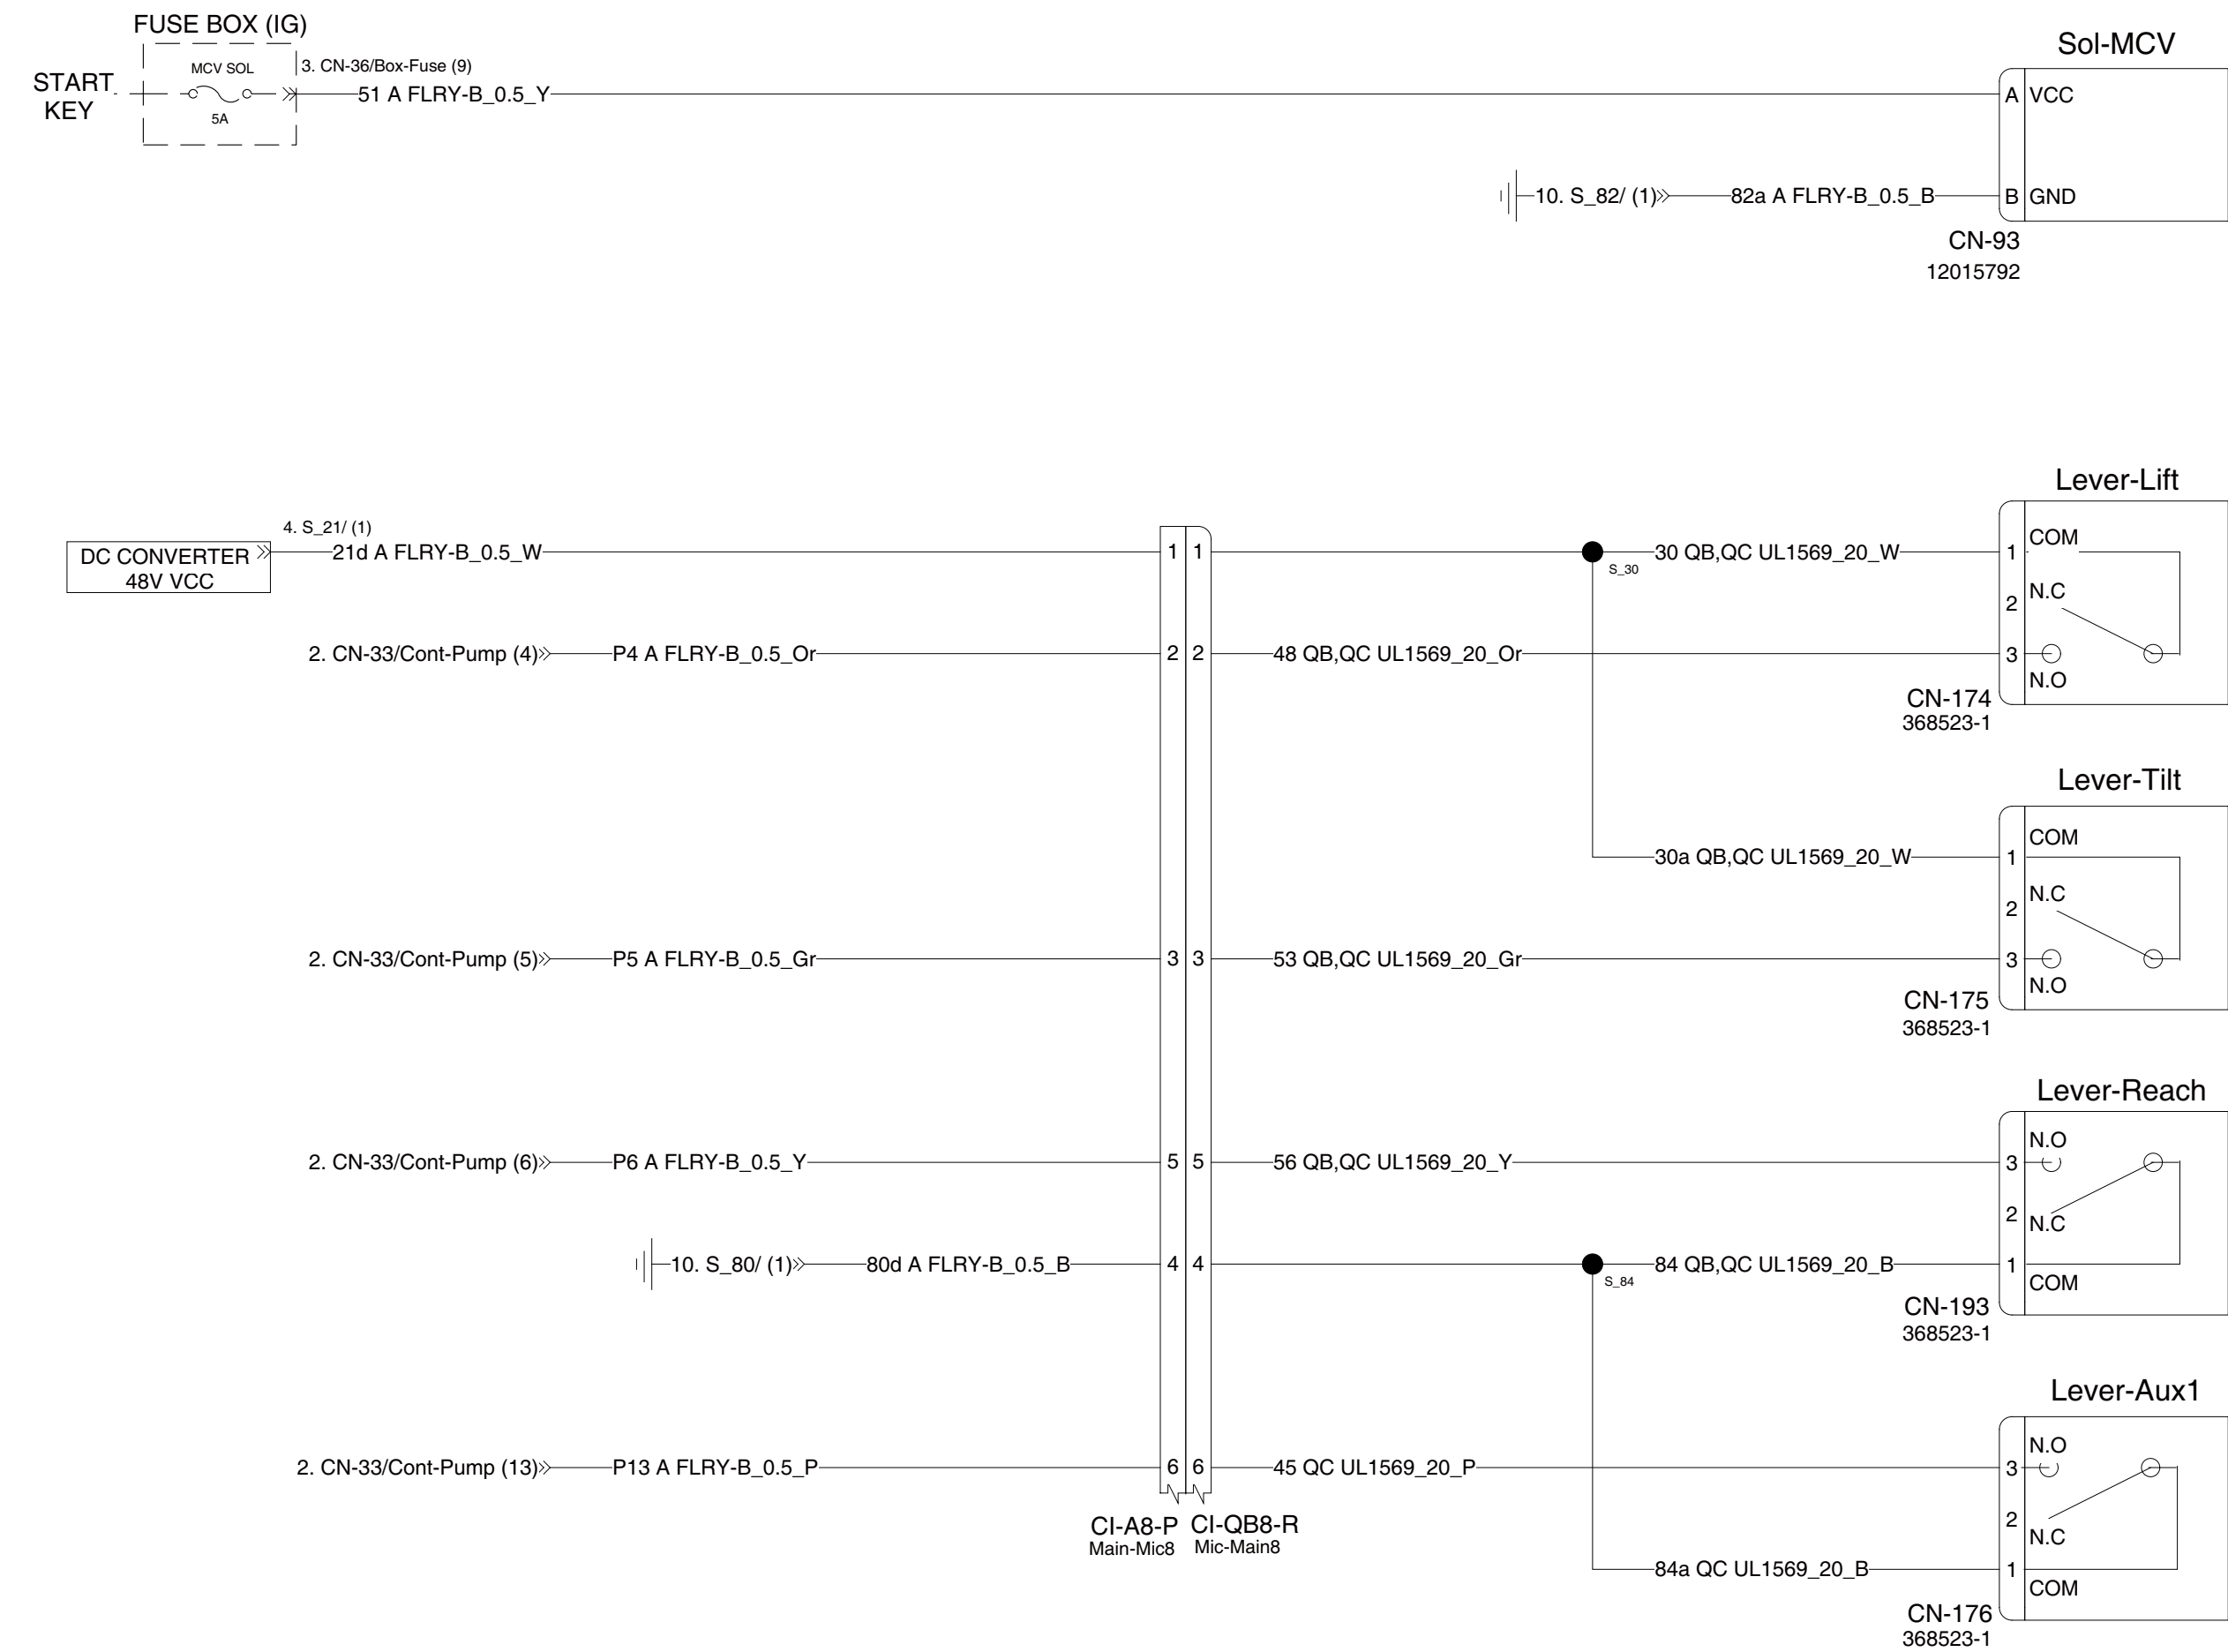 FUSE BOX (IG)
START
KEY
MCV SOL
5A
3. CN-36/Box-Fuse (9)
51 A FLRY-B_0.5_Y
Sol-MCV
A VCC
10. S_82/ (1)
82a A FLRY-B_0.5_B
B GND
CN-93
12015792
DC CONVERTER
48V VCC
4. S_21/ (1)
21d A FLRY-B_0.5_W
1 1
S_30
30 QB,QC UL1569_20_W
Lever-Lift
1 COM
2 N.C
2. CN-33/Cont-Pump (4)
P4 A FLRY-B_0.5_Or
2 2
48 QB,QC UL1569_20_Or
3
N.O
CN-174
368523-1
Lever-Tilt
30a QB,QC UL1569_20_W
1 COM
2 N.C
2. CN-33/Cont-Pump (5)
P5 A FLRY-B_0.5_Gr
3 3
53 QB,QC UL1569_20_Gr
3
N.O
CN-175
368523-1
Lever-Reach
2. CN-33/Cont-Pump (6)
P6 A FLRY-B_0.5_Y
5 5
56 QB,QC UL1569_20_Y
N.O
3
2
N.C
10. S_80/ (1)
80d A FLRY-B_0.5_B
4 4
S_84
84 QB,QC UL1569_20_B
1
COM
CN-193
368523-1
Lever-Aux1
2. CN-33/Cont-Pump (13)
P13 A FLRY-B_0.5_P
6 6
45 QC UL1569_20_P
N.O
3
2
N.C
CI-A8-P
Main-Mic8
CI-QB8-R
Mic-Main8
84a QC UL1569_20_B
1
COM
CN-176
368523-1